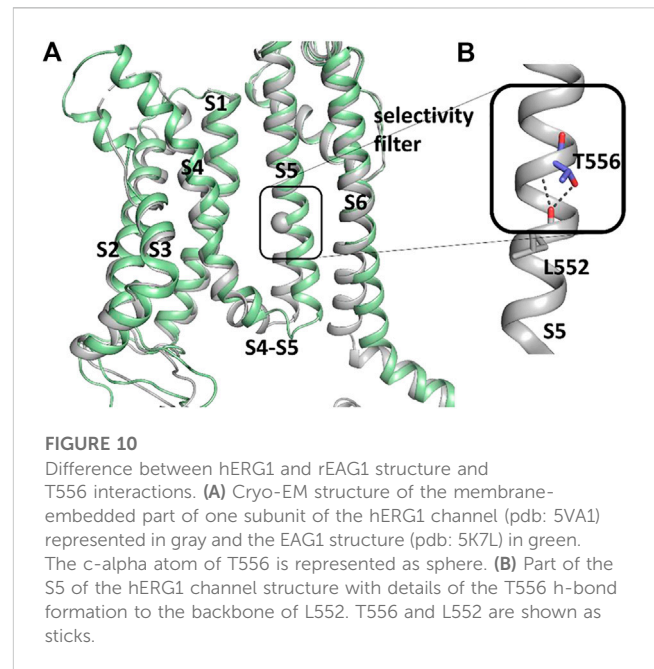 A
B
S1
selectivity
filter
S4
S5
T556
S6
S2
S3
L552
S4-S5
S5
FIGURE 10
Difference between hERG1 and rEAG1 structure and
T556 interactions. (A) Cryo-EM structure of the membrane-
embedded part of one subunit of the hERG1 channel (pdb: 5VA1)
represented in gray and the EAG1 structure (pdb: 5K7L) in green.
The c-alpha atom of T556 is represented as sphere. (B) Part of the
S5 of the hERG1 channel structure with details of the T556 h-bond
formation to the backbone of L552. T556 and L552 are shown as
sticks.